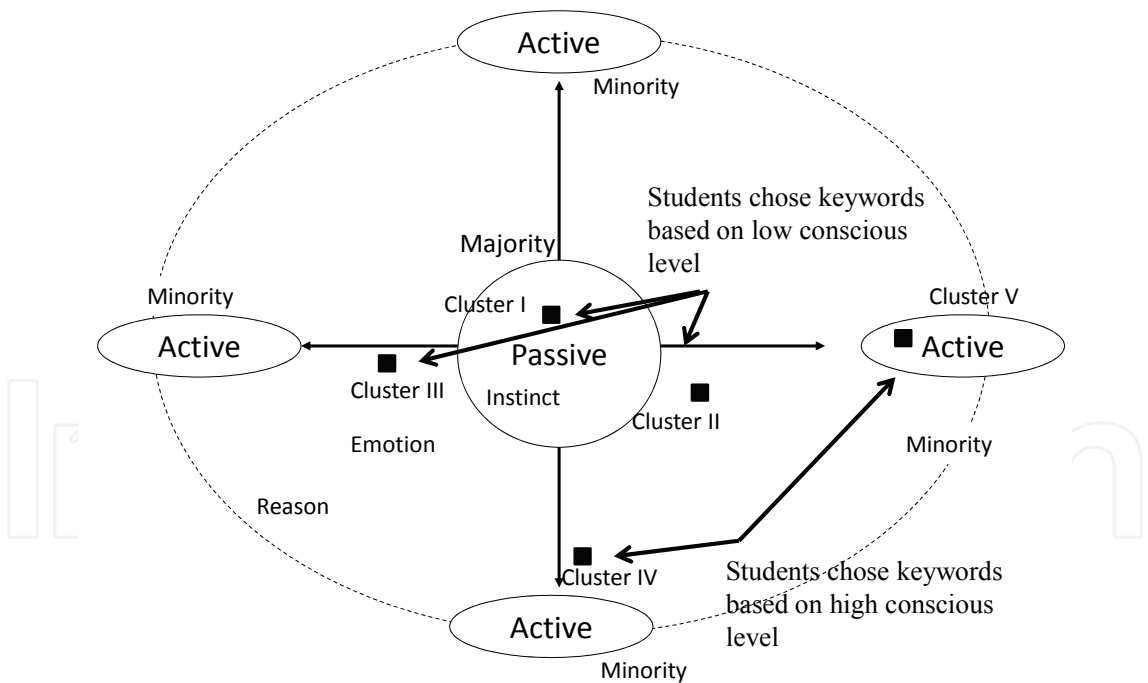 Active
Minority
Students chose keywords
based on low conscious
level
Majority
Minority
Cluster I
Cluster V
Active
Passive
Active
Cluster III
Instinct
Cluster II
Emotion
Minority
Reason
Cluster IV
Students chose keywords
based on high conscious
level
Active
Minority